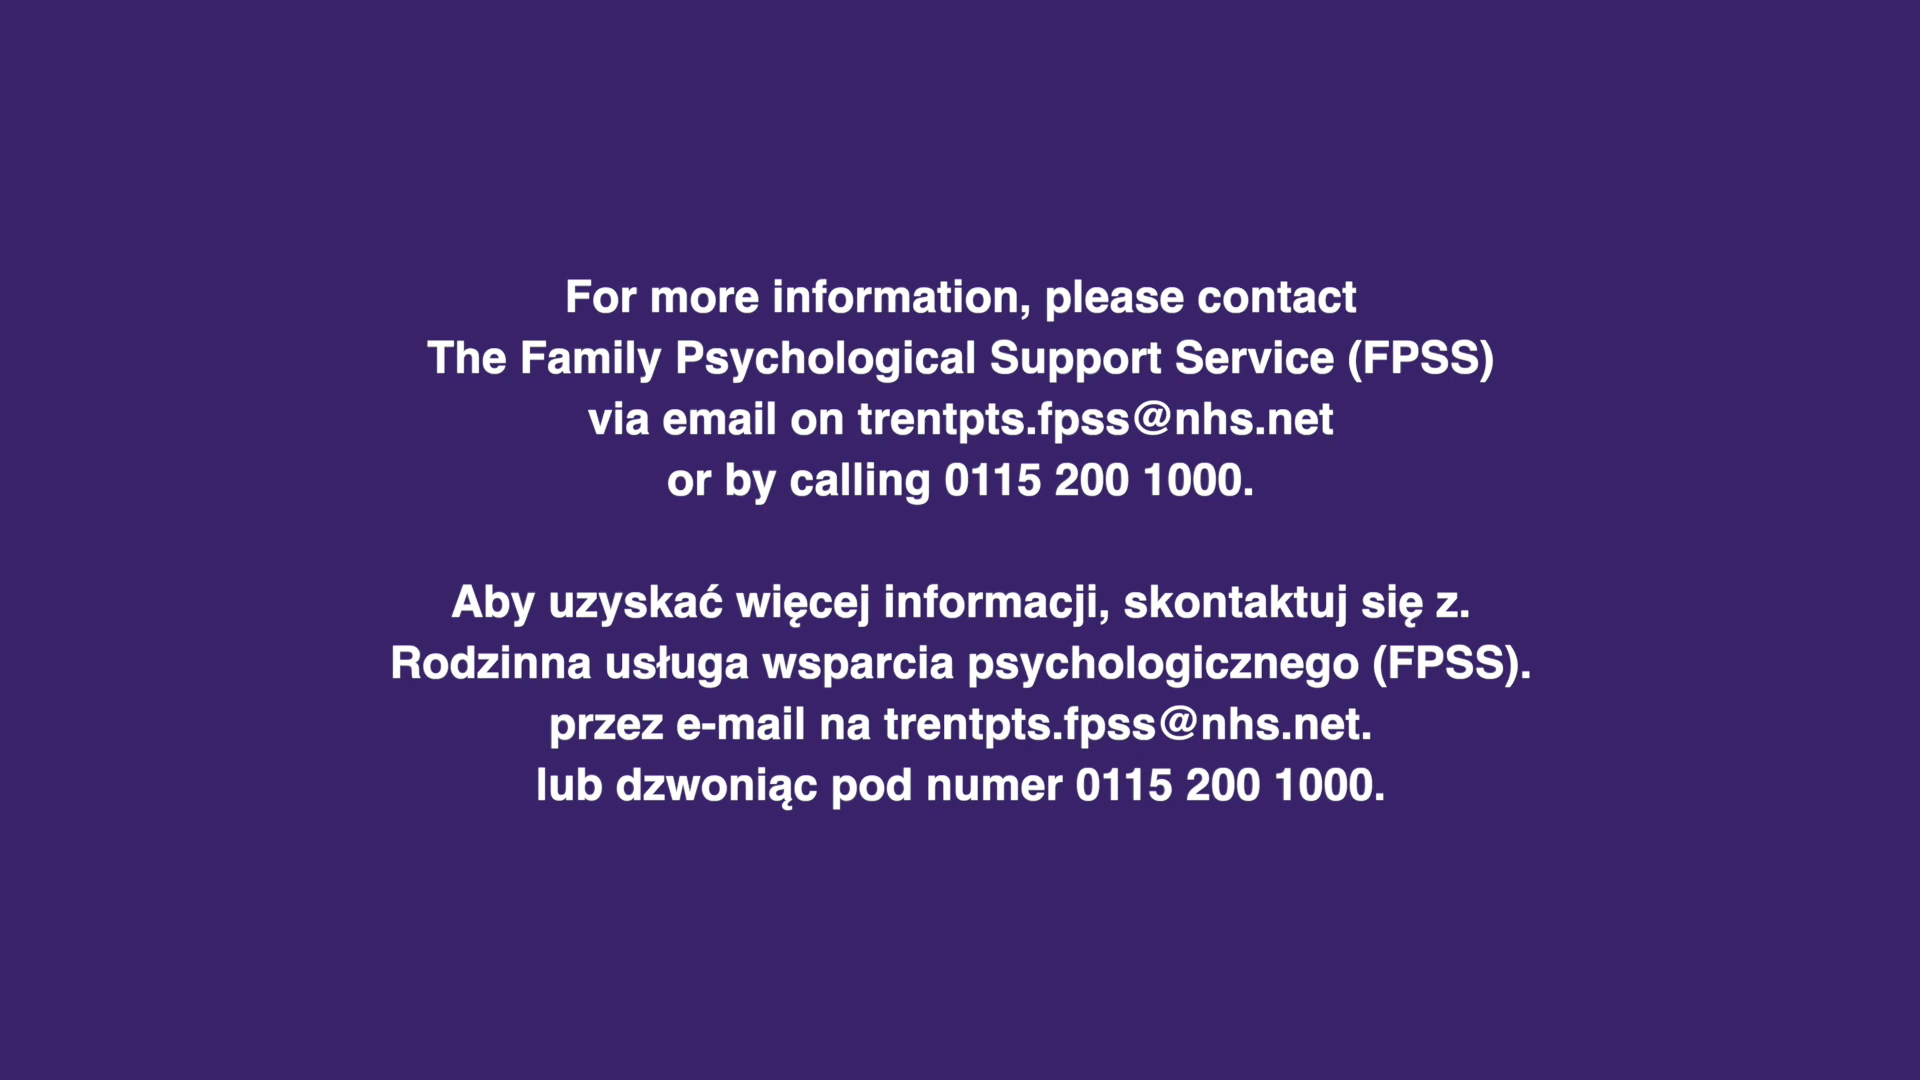 For more information, please contact
The Family Psychological Support Service (FPSS)
via email on trentpts.fpss@nhs.net
or by calling 0115 200 1000.
Aby uzyskać więcej informacji, skontaktuj się z.
Rodzinna usługa wsparcia psychologicznego (FPSS).
przez e-mail na trentpts.fpss@nhs.net.
lub dzwoniąc pod numer 0115 200 1000.